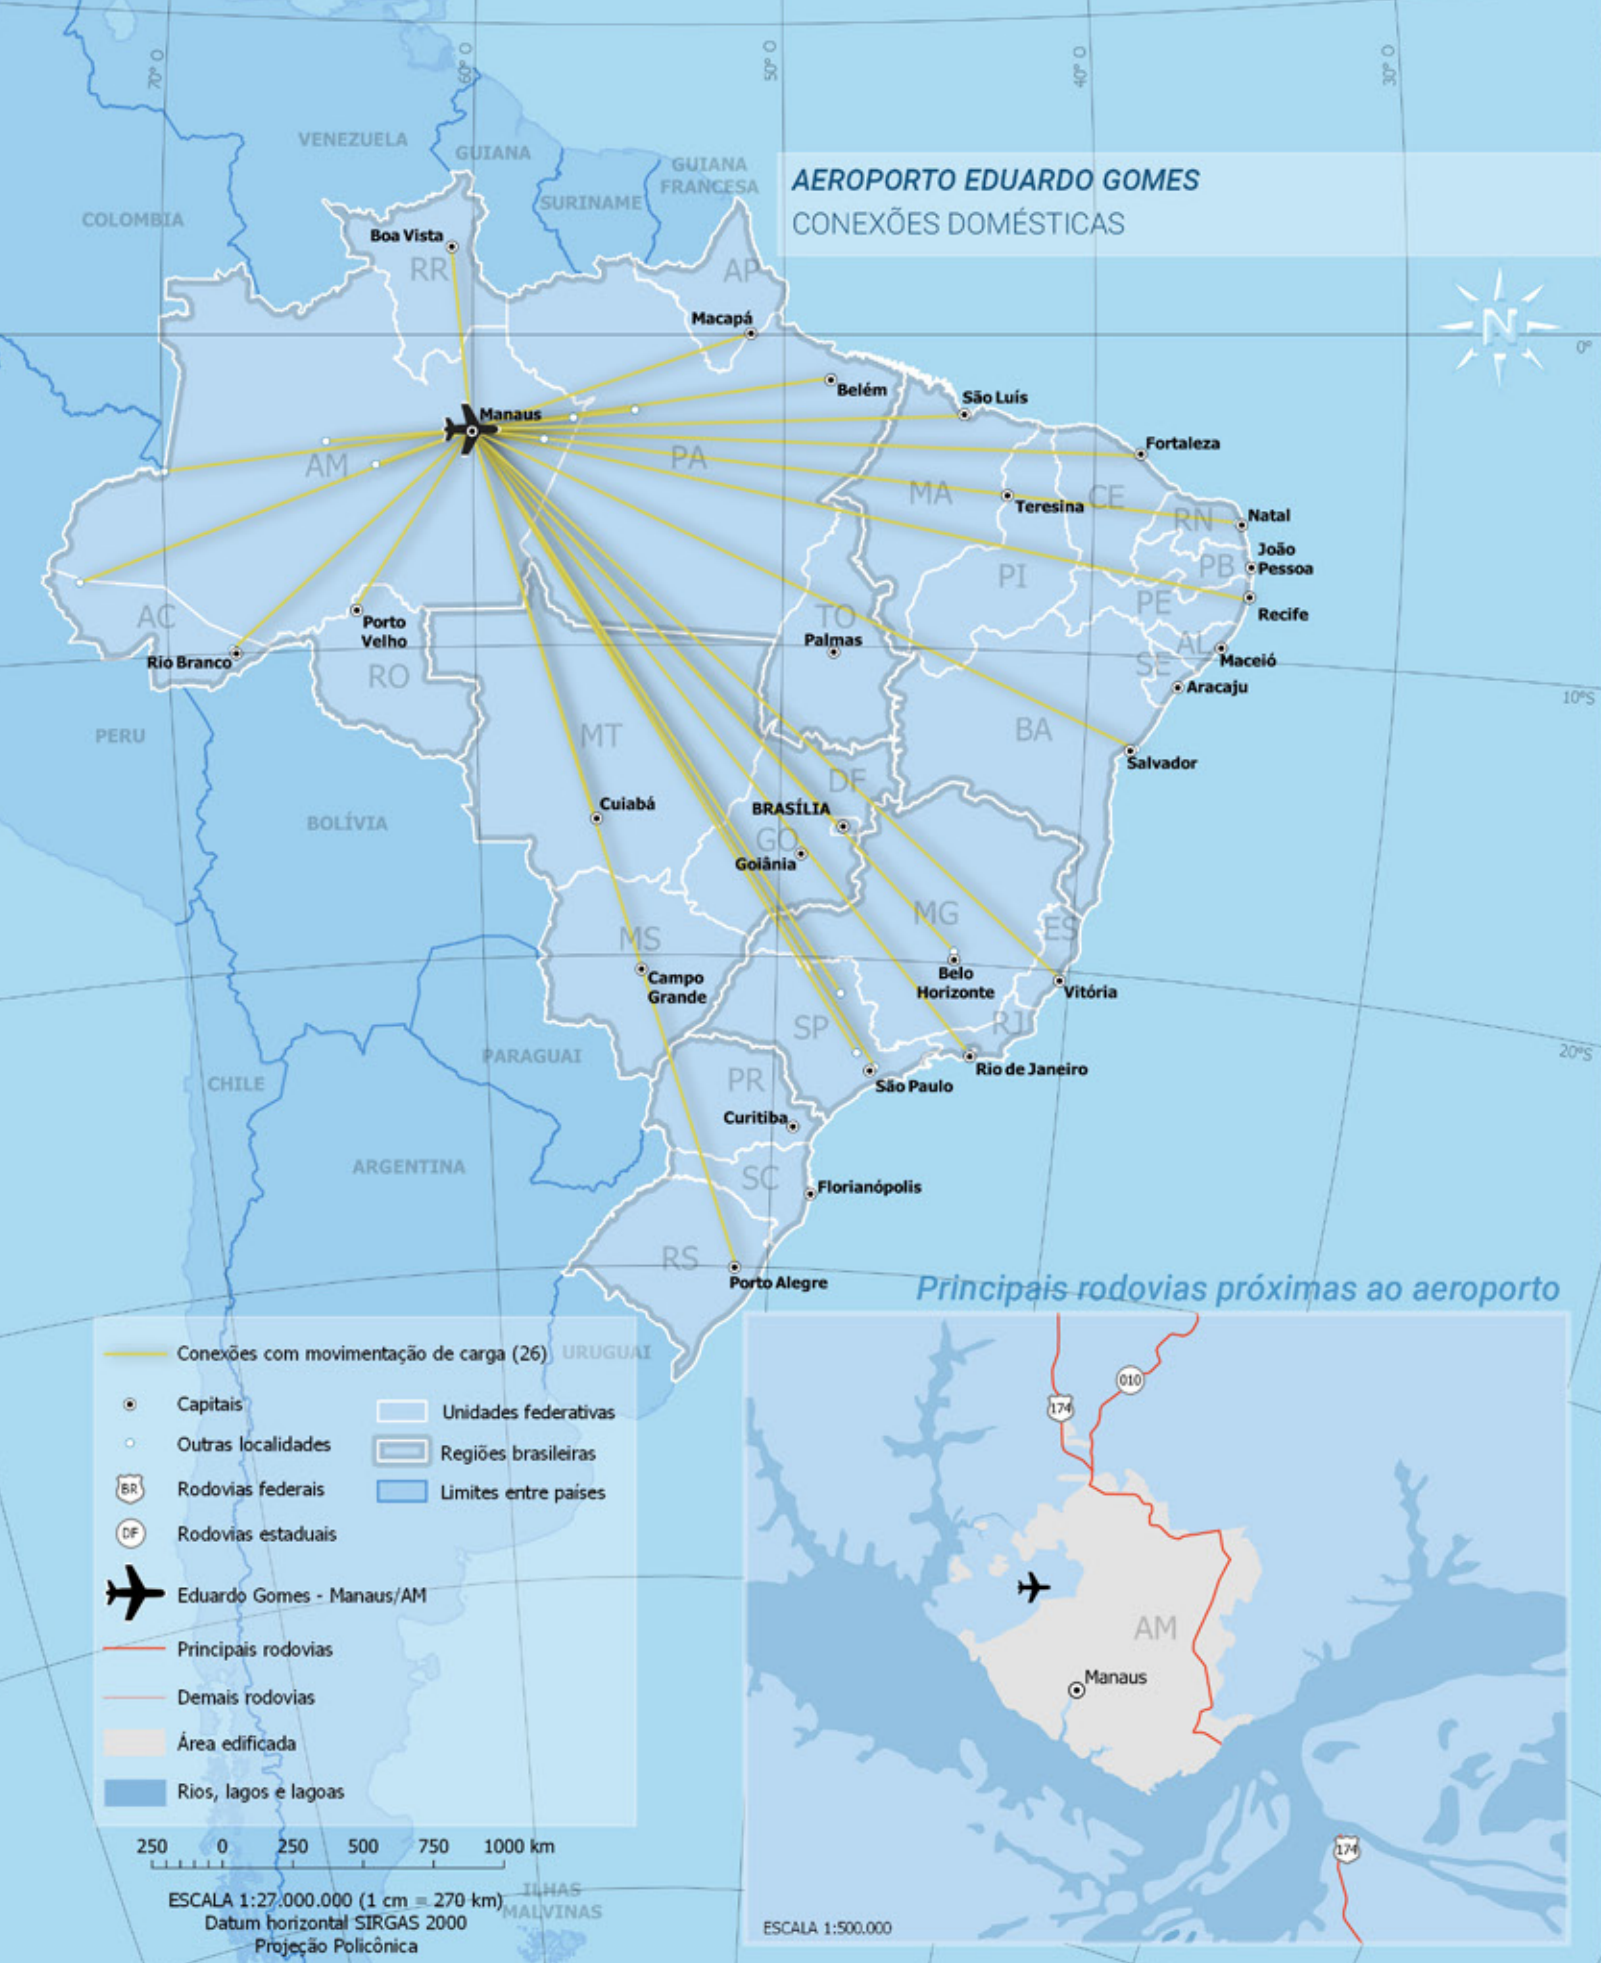 70° O
60° O
50° O
40° O
30° O
VENEZUELA
GUIANA
GUIANA
FRANCESA
SURINAME
COLOMBIA
AEROPORTO EDUARDO GOMES
CONEXÕES DOMÉSTICAS
Boa Vista
RR
AP
Macapá
N
0°
Belém
São Luís
Manaus
Fortaleza
AM
PA
MA
CE
Teresina
RN
Natal
João
Pessoa
PB
PI
PE
Recife
AC
Porto
Velho
TO
Palmas
AL
Maceió
SE
Rio Branco
RO
Aracaju
10°S
PERU
MT
BA
Salvador
DF
Cuiabá
BRASÍLIA
BOLÍVIA
GO
Goiânia
MG
ES
MS
Campo
Grande
Belo
Horizonte
Vitória
SP
RJ
20°S
PARAGUAI
Rio de Janeiro
CHILE
PR
São Paulo
Curitiba
ARGENTINA
SC
Florianópolis
RS
Porto Alegre
Principais rodovias próximas ao aeroporto
Conexões com movimentação de carga (26)
URUGUAI
Capitais
Unidades federativas
Outras localidades
Regiões brasileiras
BR
Rodovias federais
Limites entre países
DF
Rodovias estaduais
Eduardo Gomes - Manaus/AM
Principais rodovias
Demais rodovias
Área edificada
Rios, lagos e lagoas
250 0 250 500 750 1000 km
ESCALA 1:27.000.000 (1 cm = 270 km)
Datum horizontal SIRGAS 2000
Projeção Policônica
ILHAS
MALVINAS
010
174
AM
Manaus
174
ESCALA 1:500.000